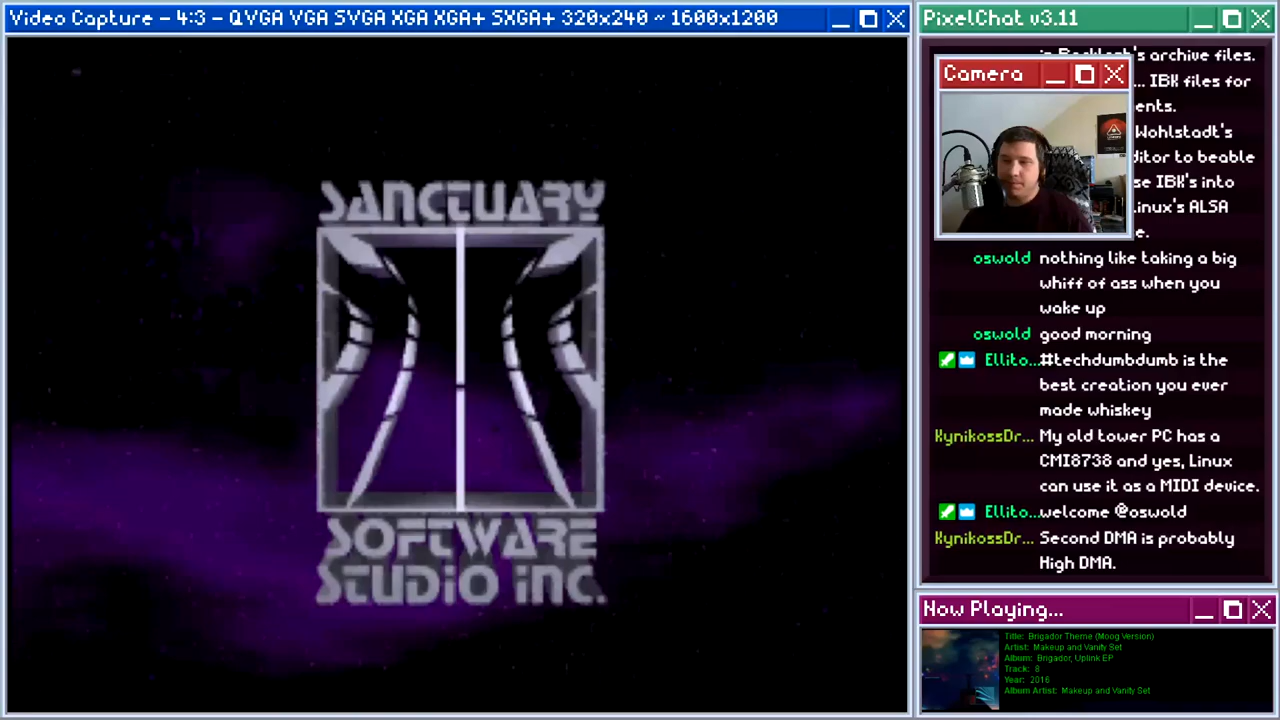 Video Capture - 4:3 - QVGA VGA SVGA XGA XGA+ SXGA+ 320x240 ~ 1600x1200
SANCTUARY
SOFTWARE
STUDIO INC.
PixelChat v3.11
's archive files.
... IBK files for
ents.
Wohlstadt's
ditor to beable
se IBK's into
inux's ALSA
e.
Camera
oswold nothing like taking a big
whiff of ass when you
wake up
oswold good morning
Ellito... #techdumbdumb is the
best creation you ever
made whiskey
KynikossDr... My old tower PC has a
CMI8738 and yes, Linux
can use it as a MIDI device.
Ellito... welcome @oswold
KynikossDr... Second DMA is probably
High DMA.
Now Playing...
Title: Brigador Theme (Moog Version)
Artist: Makeup and Vanity Set
Album: Brigador, Uplink EP
Track: 8
Year: 2016
Album Artist: Makeup and Vanity Set